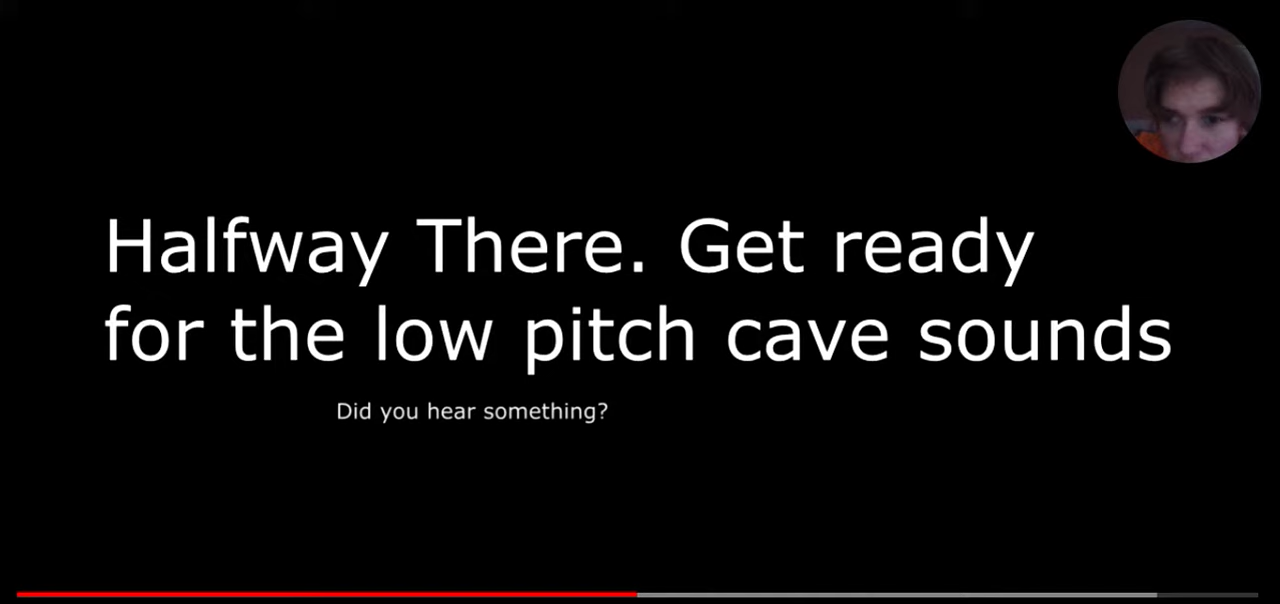 Halfway There. Get ready
for the low pitch cave sounds
Did you hear something?